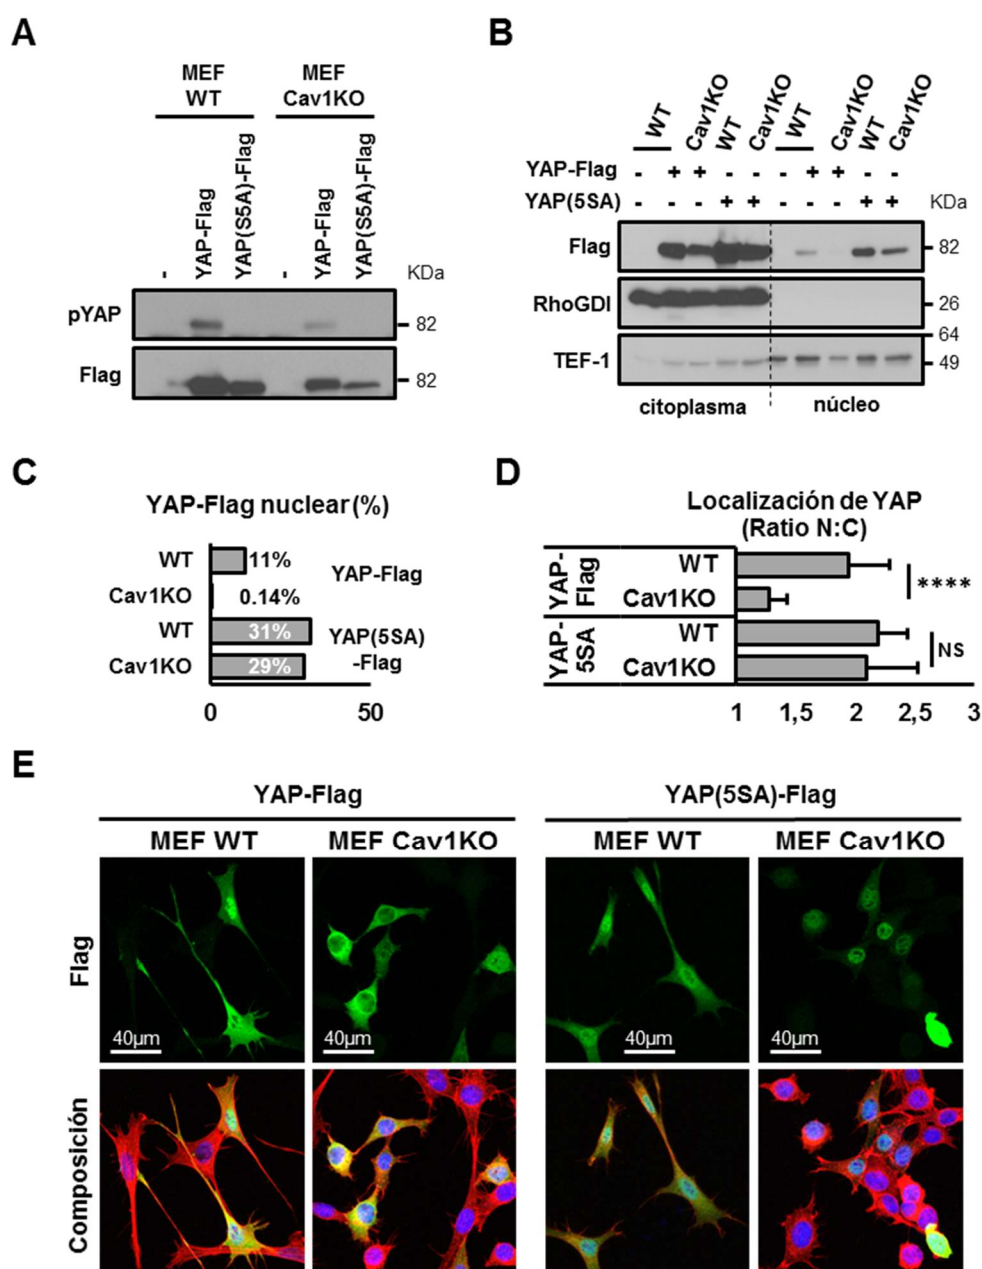 A
MEF
WT
MEF
Cav1KO
-
YAP-Flag
YAP(S5A)-Flag
-
YAP-Flag
YAP(S5A)-Flag
KDa
pYAP
82
Flag
82
B
WT
Cav1KO
WT
Cav1KO
WT
Cav1KO
WT
Cav1KO
YAP-Flag - + + - - - + + - -
YAP(5SA) - - - + + - - - + +
KDa
Flag
82
RhoGDI
26
64
TEF-1
49
citoplasma
núcleo
C
YAP-Flag nuclear (%)
WT
11%
YAP-Flag
Cav1KO
0.14%
WT
31%
YAP(5SA)
-Flag
Cav1KO
29%
0
50
D
Localización de YAP
(Ratio N:C)
YAP-
Flag
WT
Cav1KO
****
YAP-
5SA
WT
Cav1KO
NS
1
1,5
2
2,5
3
E
YAP-Flag
YAP(5SA)-Flag
MEF WT
MEF Cav1KO
MEF WT
MEF Cav1KO
Flag
40µm
40µm
40µm
40µm
Composición